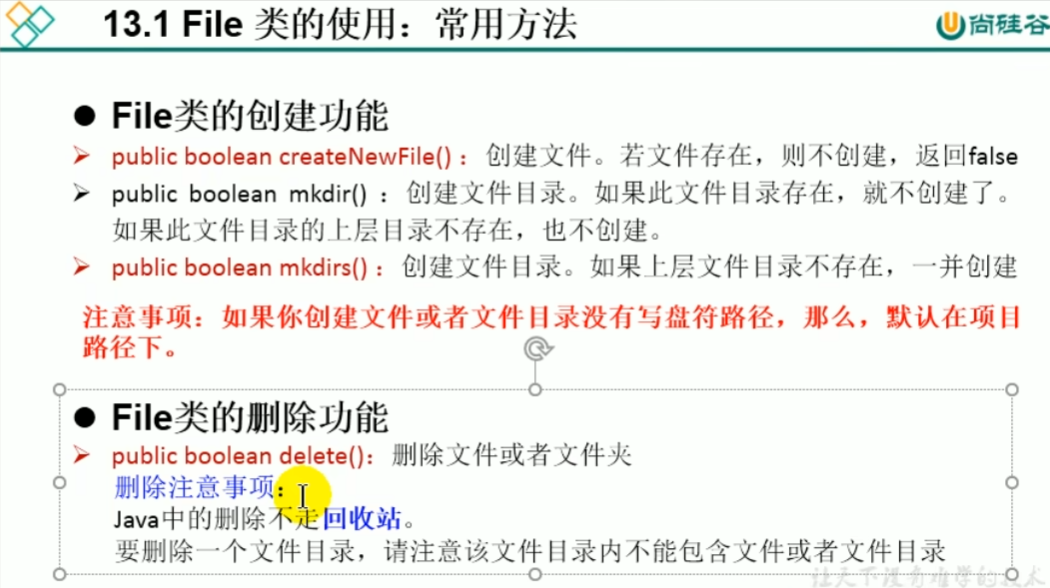 13.1 File 类的使用：常用方法
尚硅谷
File类的创建功能
public boolean createNewFile() ：创建文件。若文件存在，则不创建，返回false
public boolean mkdir() ：创建文件目录。如果此文件目录存在，就不创建了。
如果此文件目录的上层目录不存在，也不创建。
public boolean mkdirs() ：创建文件目录。如果上层文件目录不存在，一并创建
注意事项：如果你创建文件或者文件目录没有写盘符路径，那么，默认在项目
路径下。
File类的删除功能
public boolean delete()：删除文件或者文件夹
删除注意事项：
Java中的删除不走回收站。
要删除一个文件目录，请注意该文件目录内不能包含文件或者文件目录
让天下没有难学的技术